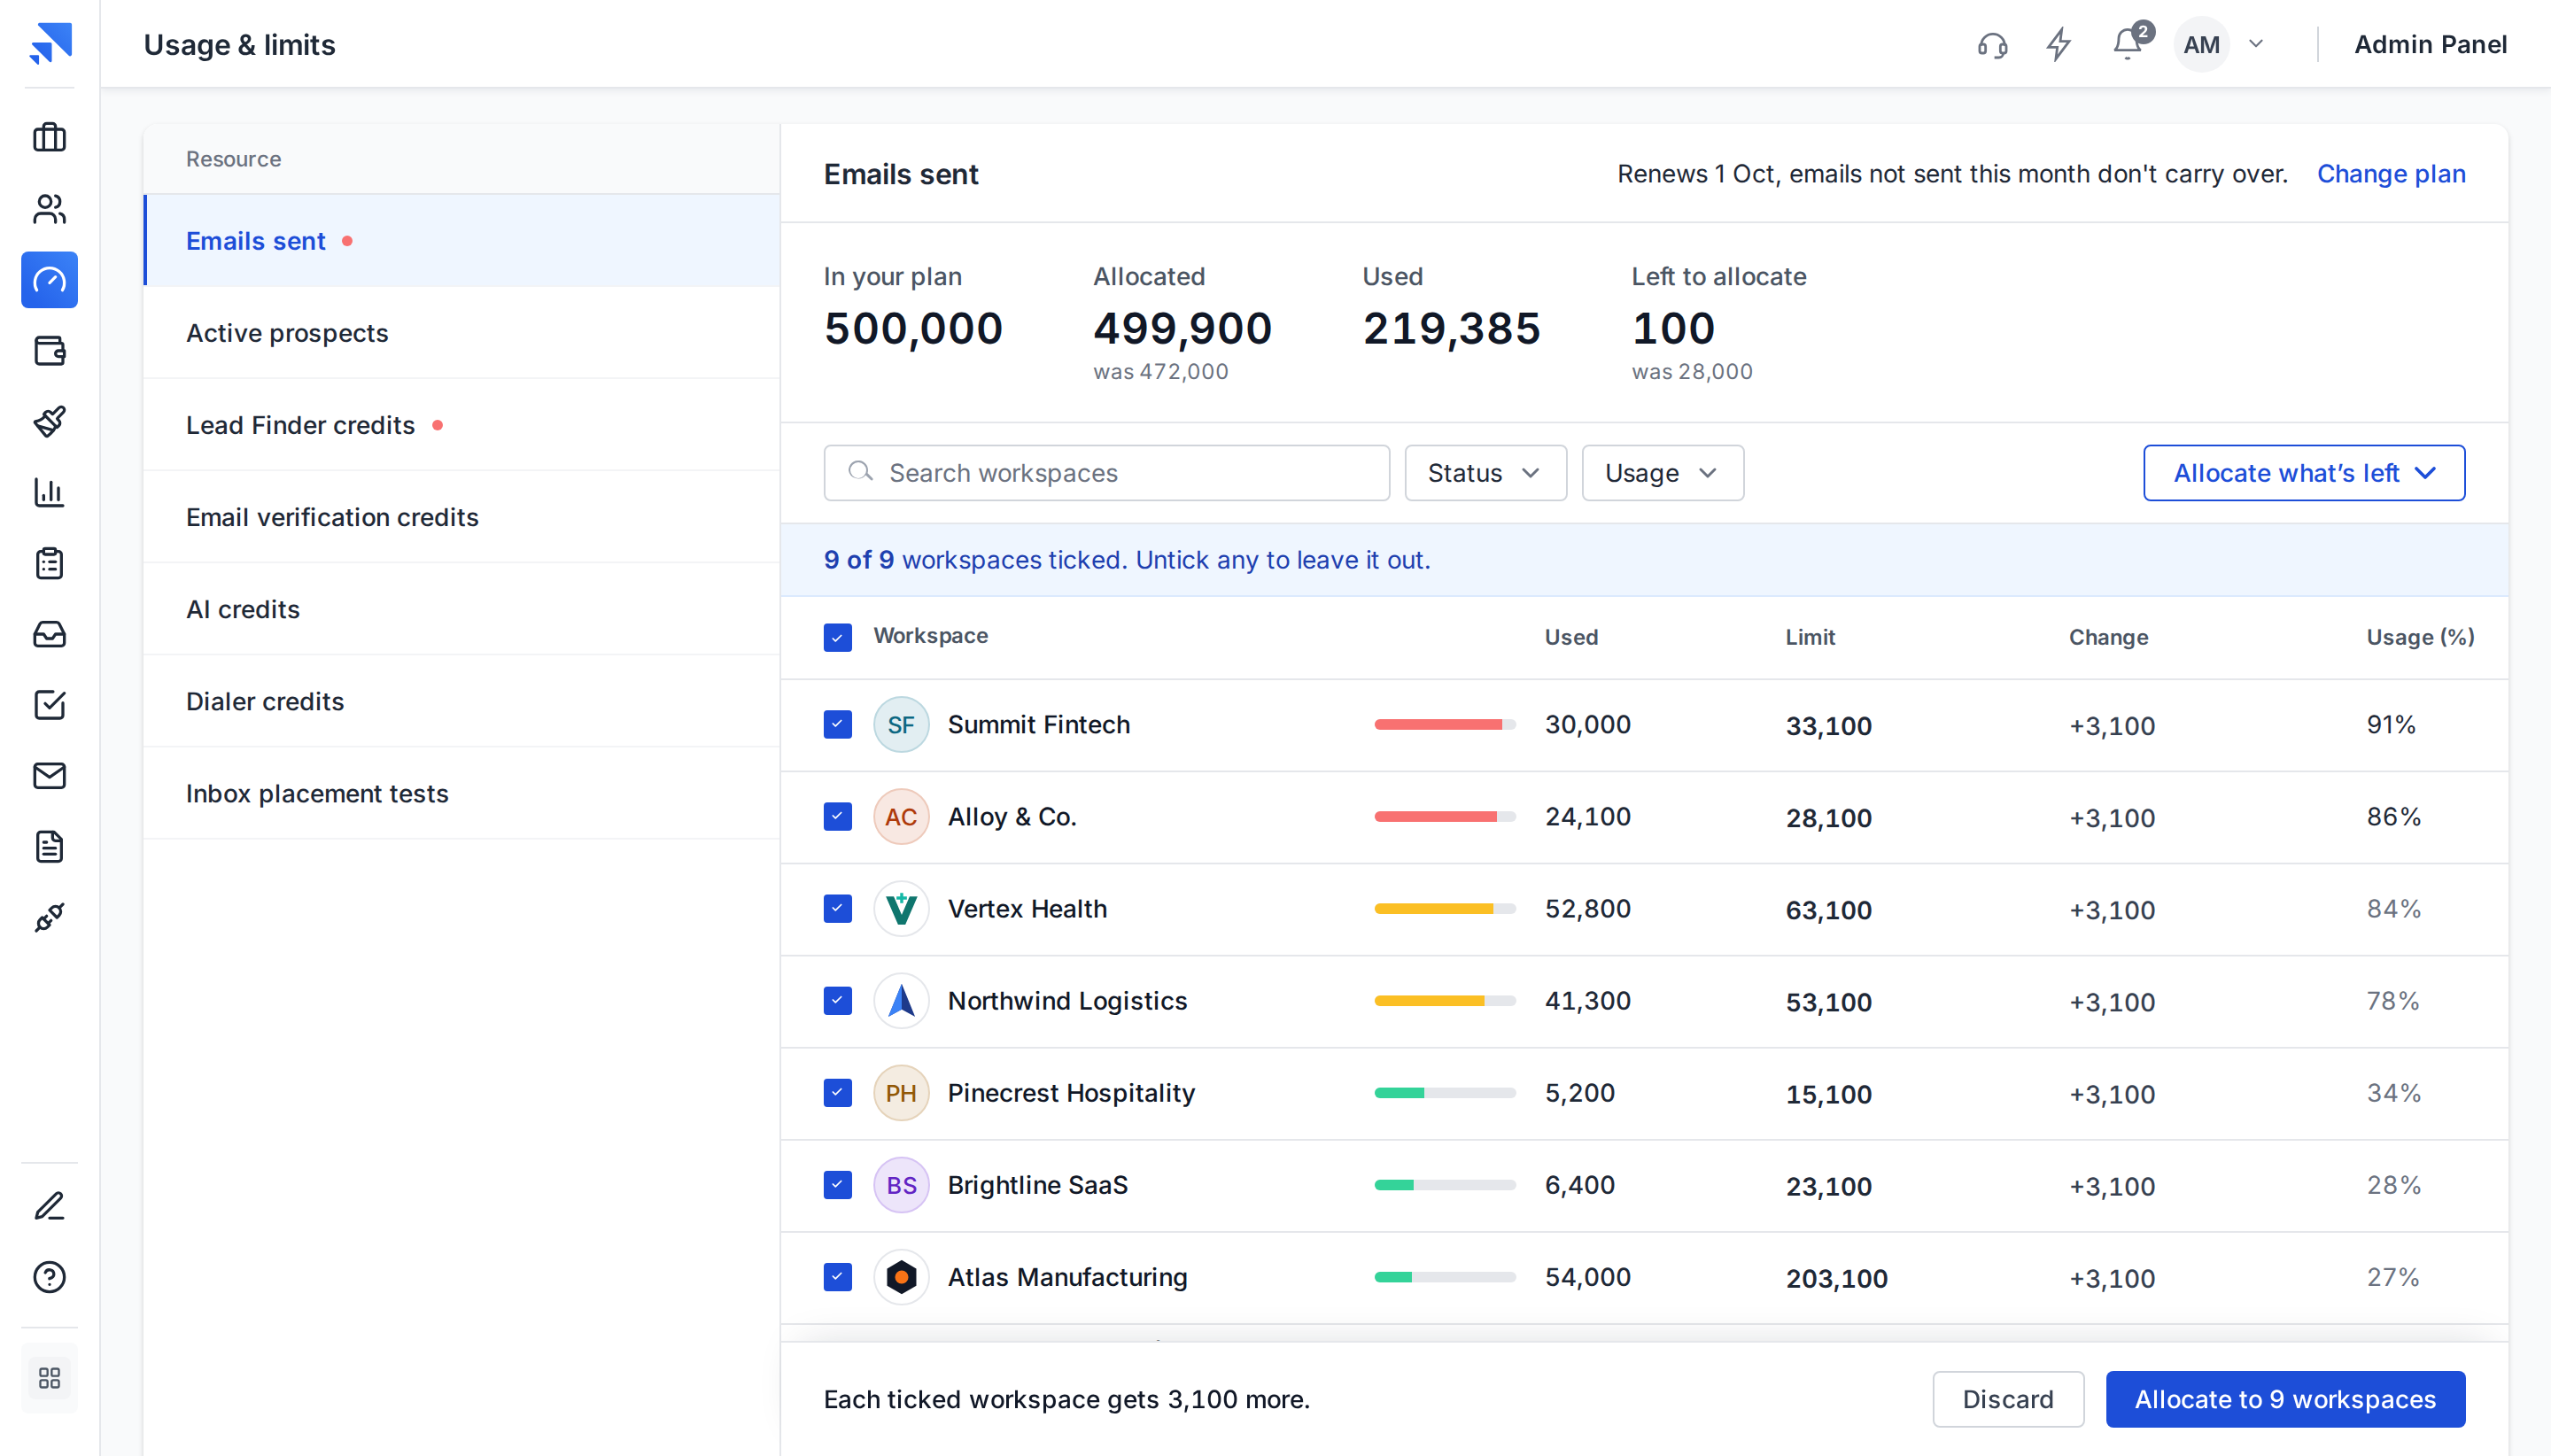 Usage & limits
2
AM
Admin Panel
Resource
Emails sent
Active prospects
Lead Finder credits
Email verification credits
AI credits
Dialer credits
Inbox placement tests
Emails sent
Renews 1 Oct, emails not sent this month don't carry over.
Change plan
In your plan
500,000
Allocated
499,900
was 472,000
Used
219,385
Left to allocate
100
was 28,000
Search workspaces
Status
Usage
Allocate what’s left
9 of 9 workspaces ticked. Untick any to leave it out.
Workspace Used Limit Change Usage (%)
SF Summit Fintech 30,000 33,100 +3,100 91%
AC Alloy & Co. 24,100 28,100 +3,100 86%
Vertex Health 52,800 63,100 +3,100 84%
Northwind Logistics 41,300 53,100 +3,100 78%
PH Pinecrest Hospitality 5,200 15,100 +3,100 34%
BS Brightline SaaS 6,400 23,100 +3,100 28%
Atlas Manufacturing 54,000 203,100 +3,100 27%
Each ticked workspace gets 3,100 more.
Discard
Allocate to 9 workspaces